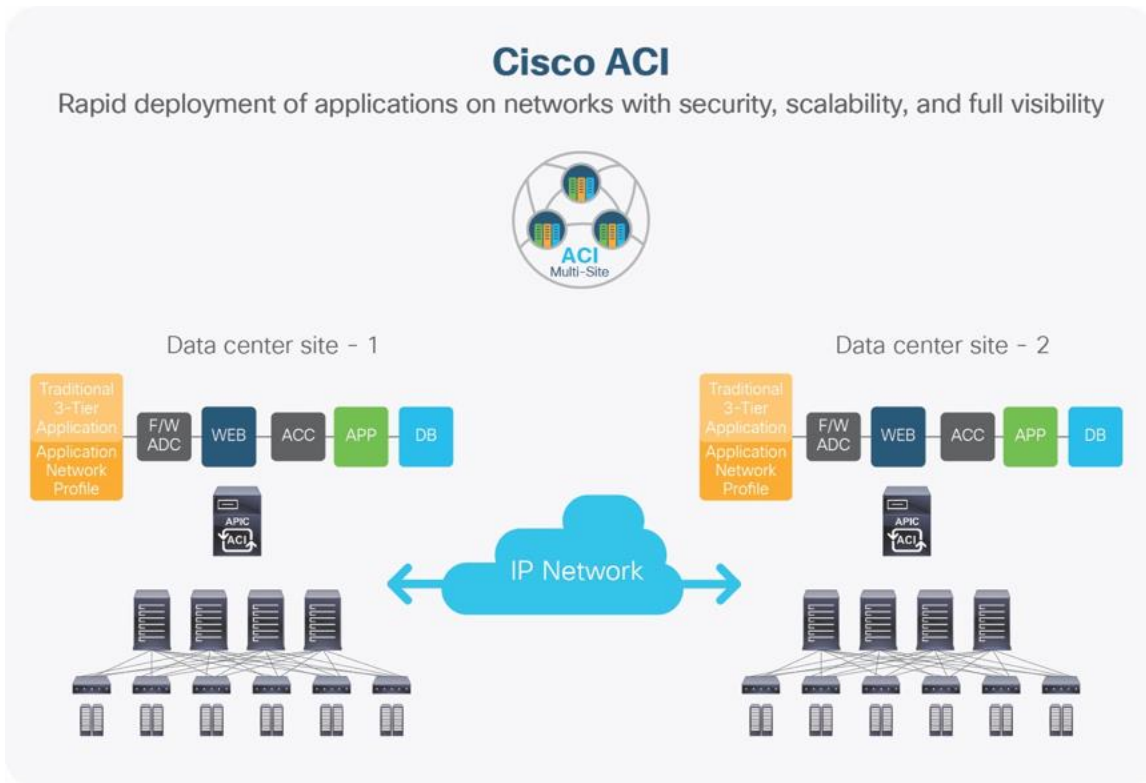 Cisco ACI
Rapid deployment of applications on networks with security, scalability, and full visibility
ACI
Multi-Site
Data center site - 1
Traditional
3-Tier
Application
Application
Network
Profile
F/W
ADC
WEB
ACC
APP
DB
APIC
ACI
IP Network
Data center site - 2
Traditional
3-Tier
Application
Application
Network
Profile
F/W
ADC
WEB
ACC
APP
DB
APIC
ACI